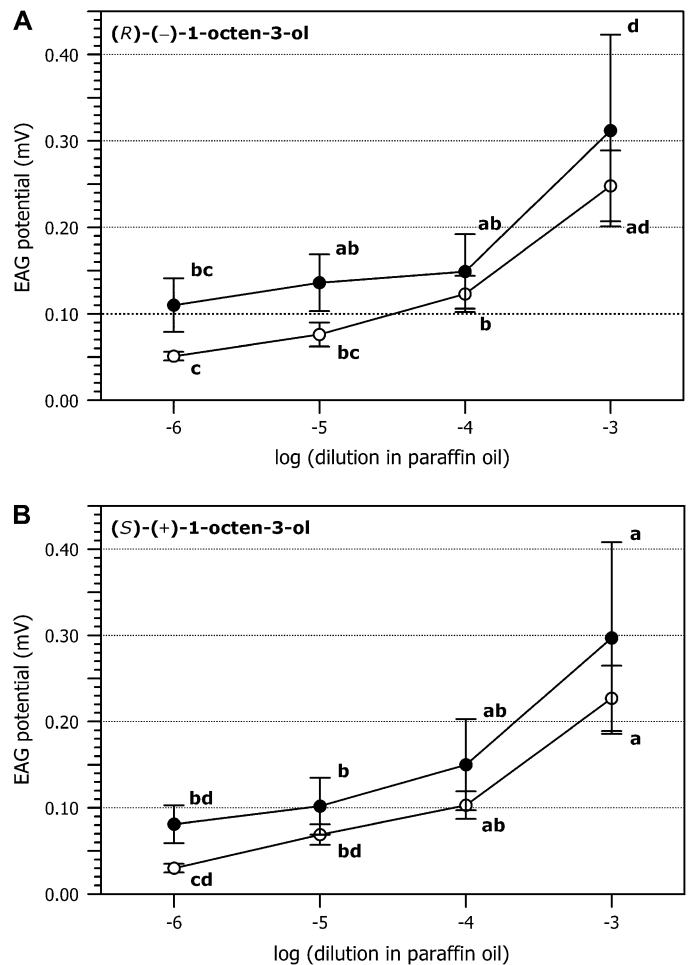 A
(R)-(−)-1-octen-3-ol
d
0.40
0.30
EAG potential (mV)
0.20
ab
ab
ad
bc
0.10
b
bc
c
0.00
-6 -5 -4 -3
log (dilution in paraffin oil)
B
(S)-(+)-1-octen-3-ol
a
0.40
0.30
EAG potential (mV)
0.20
ab
a
b
bd
0.10
ab
bd
cd
0.00
-6 -5 -4 -3
log (dilution in paraffin oil)